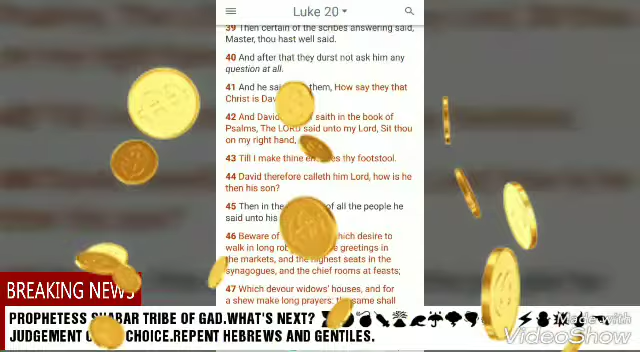 Luke 20
39 Then certain of the scribes answering said,
Master, thou hast well said.
40 And after that they durst not ask him any
question at all.
41 And he them, How say they that
Christ is
42 And saith in the book of
Psalms, The LORD said unto my Lord, Sit thou
on my right hand,
43 Till I make thine thy footstool.
44 David therefore calleth him Lord, how is he
then his son?
45 Then in the of all the people he
said unto his
46 Beware of which desire to
walk in long greetings in
the markets, and the highest seats in the
synagogues, and the chief rooms at feasts;
47 Which devour widows' houses, and for
a shew make long prayers: the same shall
BREAKING NEWS
PROPHETESS SHABAR TRIBE OF GAD.WHAT'S NEXT?
JUDGEMENT CHOICE.REPENT HEBREWS AND GENTILES.
Made with
VideoShow